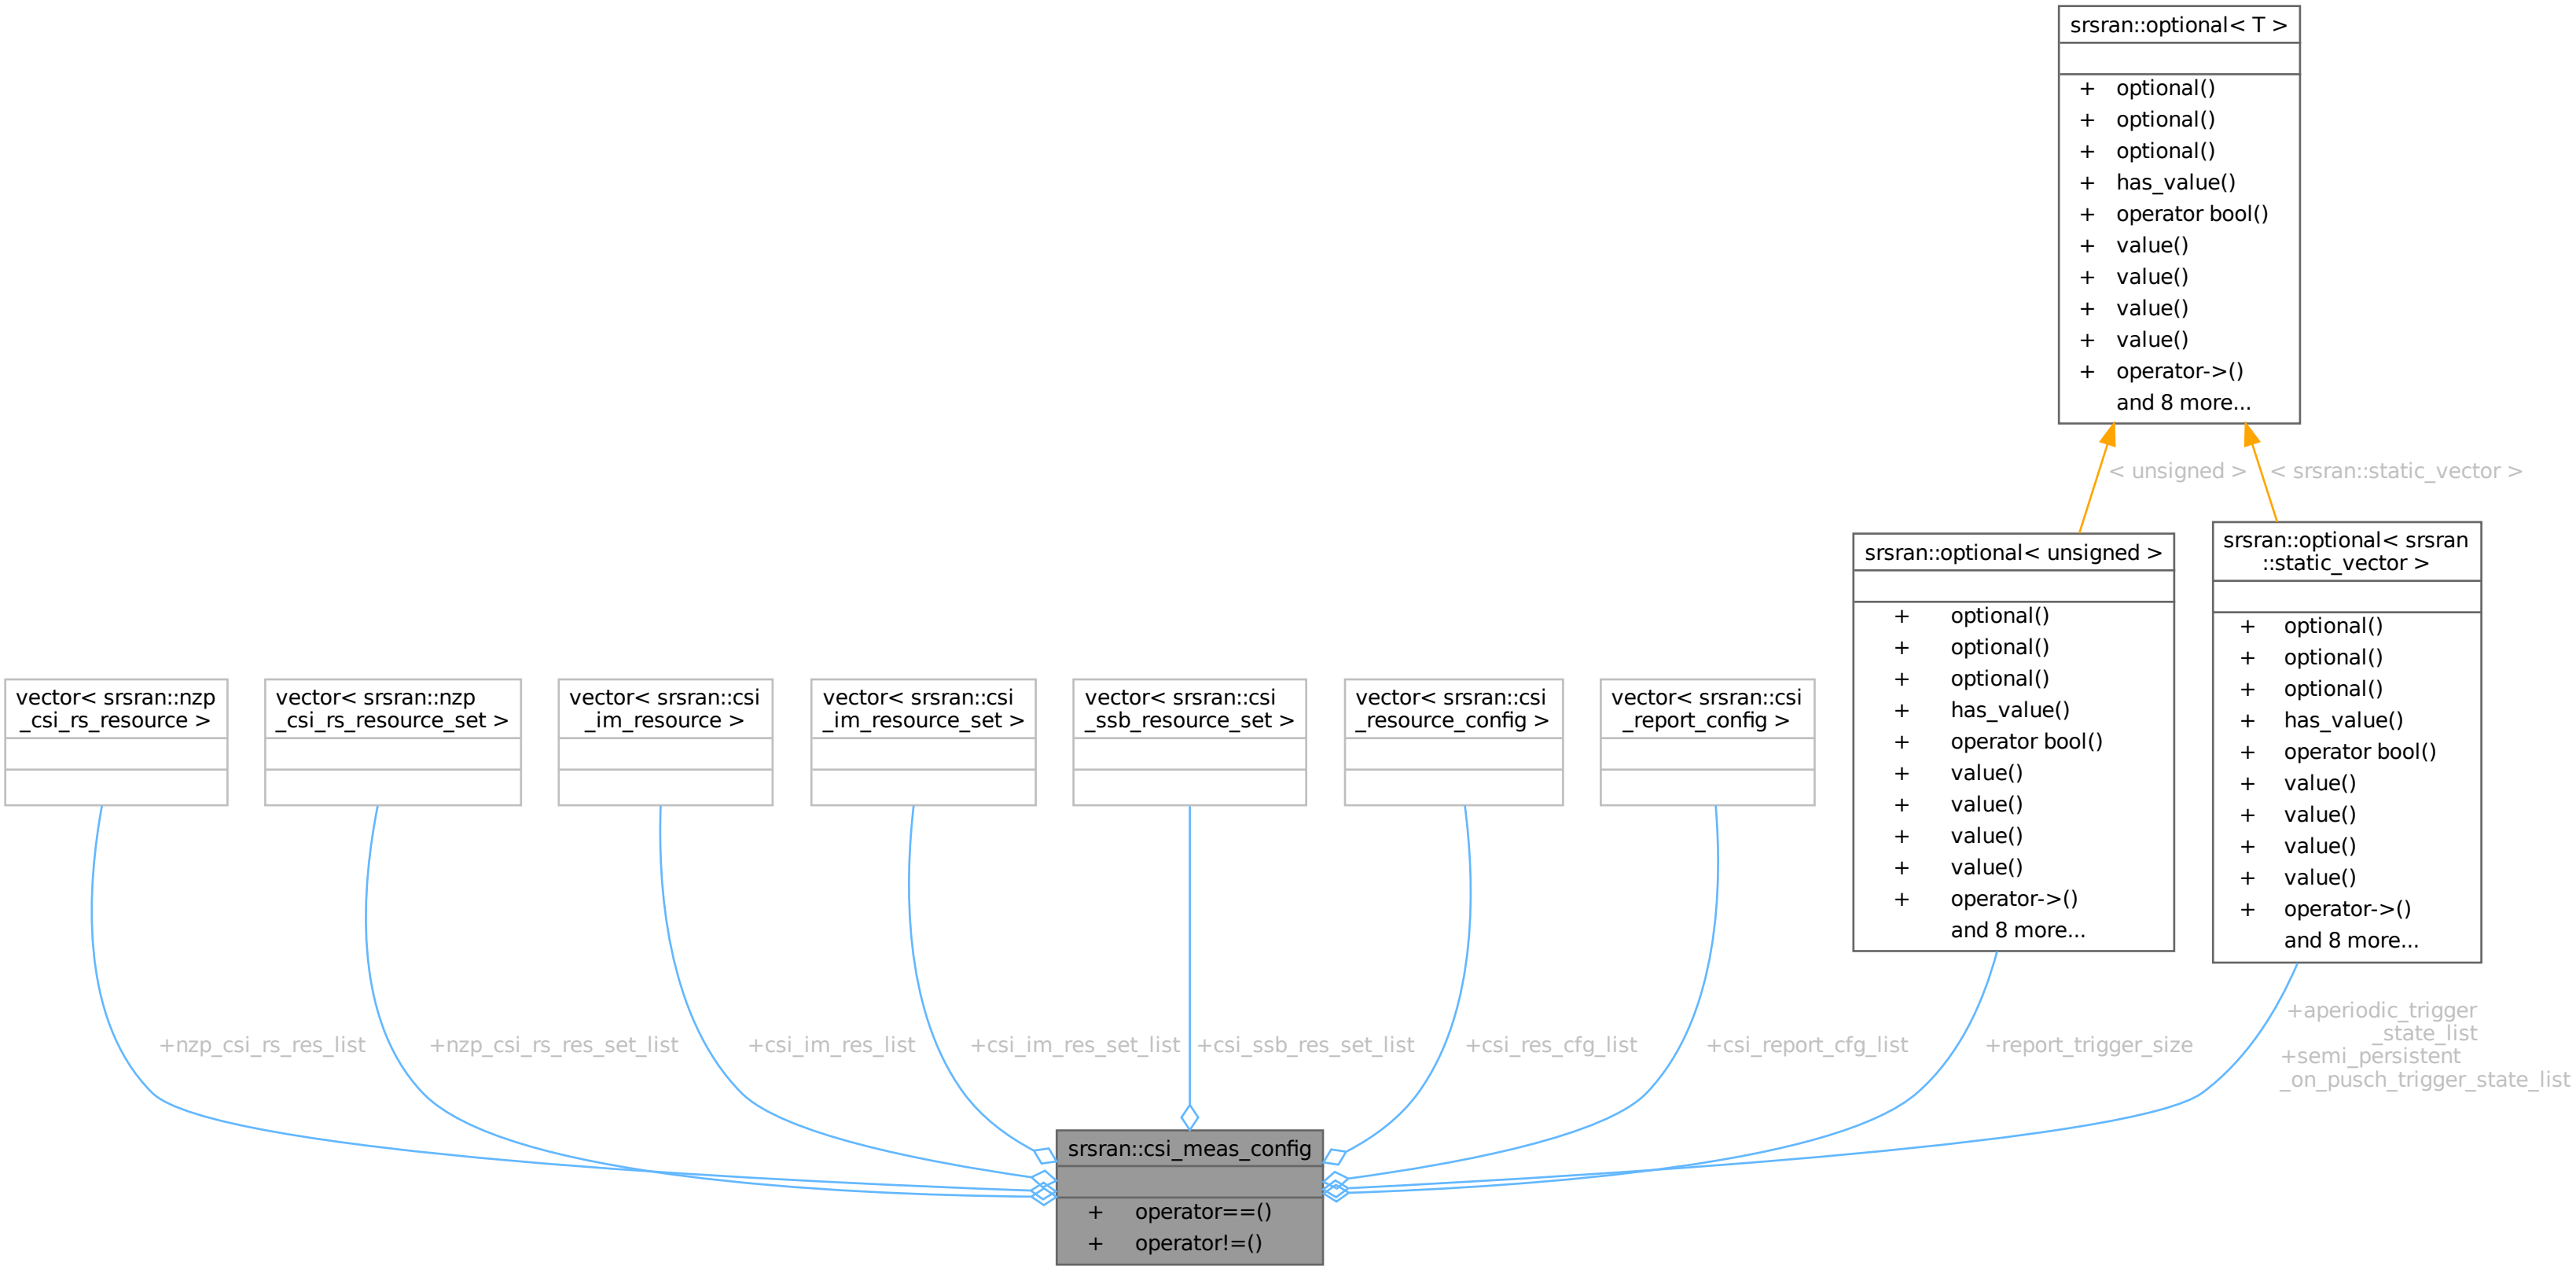 srsran::optional< T >
+ optional()
+ optional()
+ optional()
+ has_value()
+ operator bool()
+ value()
+ value()
+ value()
+ value()
+ operator->()
and 8 more...
< unsigned >
< srsran::static_vector >
srsran::optional< unsigned >
+ optional()
+ optional()
+ optional()
+ has_value()
+ operator bool()
+ value()
+ value()
+ value()
+ value()
+ operator->()
and 8 more...
srsran::optional< srsran
::static_vector >
+ optional()
+ optional()
+ optional()
+ has_value()
+ operator bool()
+ value()
+ value()
+ value()
+ value()
+ operator->()
and 8 more...
vector< srsran::nzp
_csi_rs_resource >
vector< srsran::nzp
_csi_rs_resource_set >
vector< srsran::csi
_im_resource >
vector< srsran::csi
_im_resource_set >
vector< srsran::csi
_ssb_resource_set >
vector< srsran::csi
_resource_config >
vector< srsran::csi
_report_config >
+nzp_csi_rs_res_list
+nzp_csi_rs_res_set_list
+csi_im_res_list
+csi_im_res_set_list
+csi_ssb_res_set_list
+csi_res_cfg_list
+csi_report_cfg_list
+report_trigger_size
+aperiodic_trigger
_state_list
+semi_persistent
_on_pusch_trigger_state_list
srsran::csi_meas_config
+ operator==()
+ operator!=()